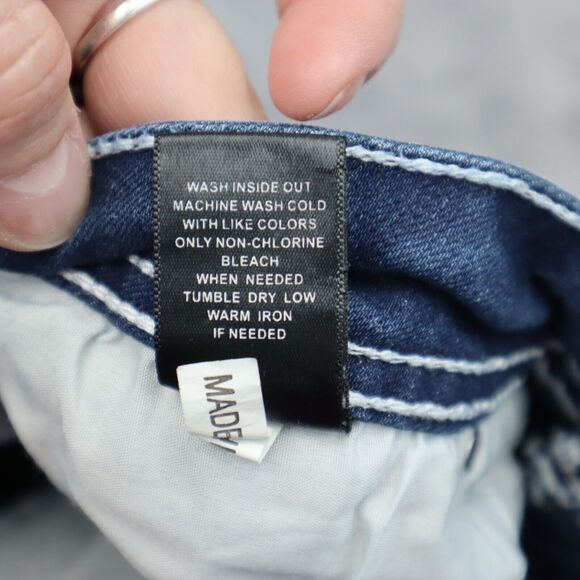 WASH INSIDE OUT
MACHINE WASH COLD
WITH LIKE COLORS
ONLY NON-CHLORINE
BLEACH
WHEN NEEDED
TUMBLE DRY LOW
WARM IRON
IF NEEDED
MADE